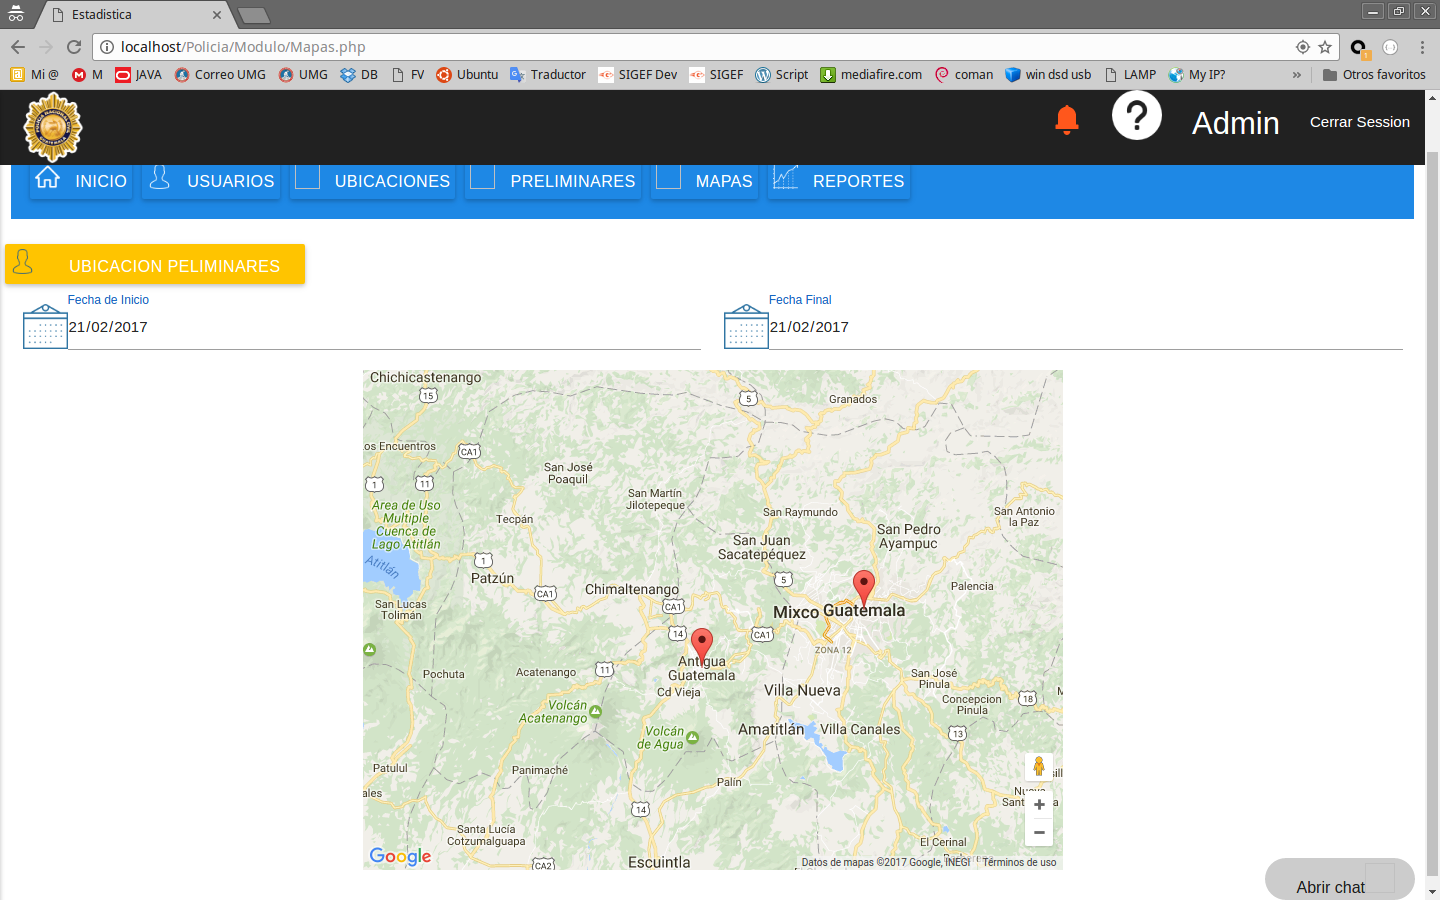 Estadistica
localhost/Policia/Modulo/Mapas.php
Mi @ M JAVA Correo UMG UMG DB FV Ubuntu Traductor SIGEF Dev SIGEF Script mediafire.com coman win dsd usb LAMP My IP? » Otros favoritos
Admin Cerrar Session
INICIO USUARIOS UBICACIONES PRELIMINARES MAPAS REPORTES
UBICACION PELIMINARES
Fecha de Inicio Fecha Final
21/02/2017 21/02/2017
Chichicastenango
15
5
Granados
os Encuentros
CA1
San José
Poaquil
1
11
San Martín
Jilotepeque
Area de Uso
Multiple
Cuenca de
Lago Atitlán
Tecpán
San Raymundo
San Antonio
la Paz
San Pedro
Ayampuc
San Juan
Sacatepéquez
Atitlán
1
Patzún
5
Chimaltenango
CA1
Palencia
San Lucas
Tolimán
CA1
Mixco
Guatemala
14
CA1
ZONA 12
Antigua
Guatemala
Pochuta
Acatenango
11
Cd Vieja
Villa Nueva
San José
Pinula
Concepcion
Pinula
18
Volcán
Acatenango
Volcán
de Agua
Amatitlán
Villa Canales
13
Patulul
Panimaché
Palín
ales
14
Santa Lucía
Cotzumalguapa
El Cerinal
CA2
Escuintla
Google
Datos de mapas ©2017 Google, INEGI Términos de uso
+
−
Abrir chat